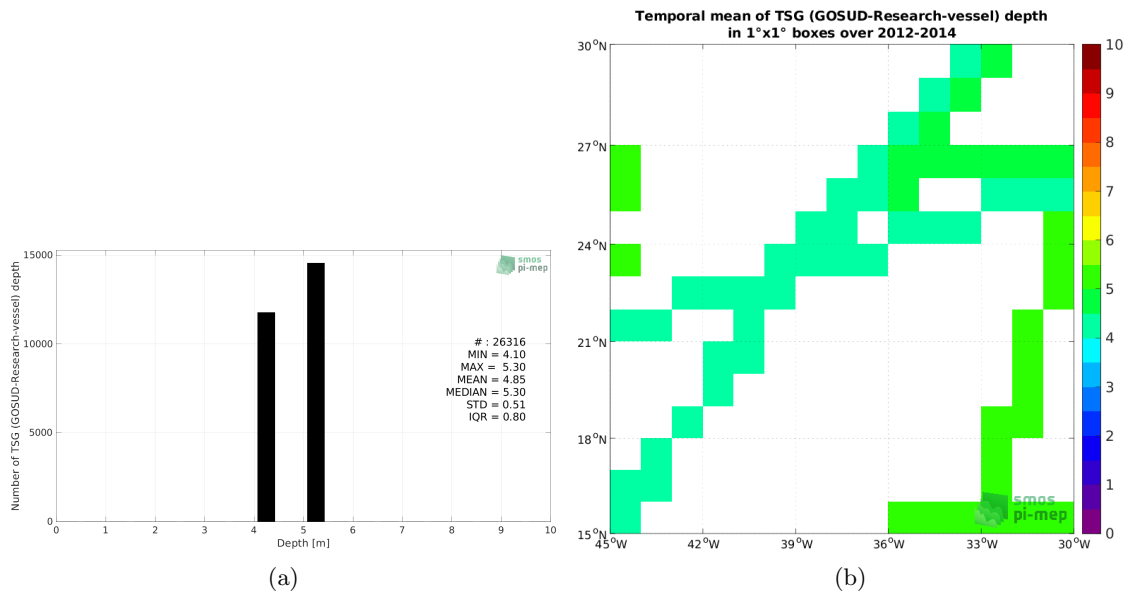 Number of TSG (GOSUD-Research-vessel) depth
15000
10000
5000
0
smos
pi-mep
# : 26316
MIN = 4.10
MAX = 5.30
MEAN = 4.85
MEDIAN = 5.30
STD = 0.51
IQR = 0.80
0 1 2 3 4 5 6 7 8 9 10
Depth [m]
(a)
Temporal mean of TSG (GOSUD-Research-vessel) depth
in 1°x1° boxes over 2012-2014
30°N
27°N
24°N
21°N
18°N
15°N
45°W 42°W 39°W 36°W 33°W 30°W
smos
pi-mep
10
9
8
7
6
5
4
3
2
1
0
(b)